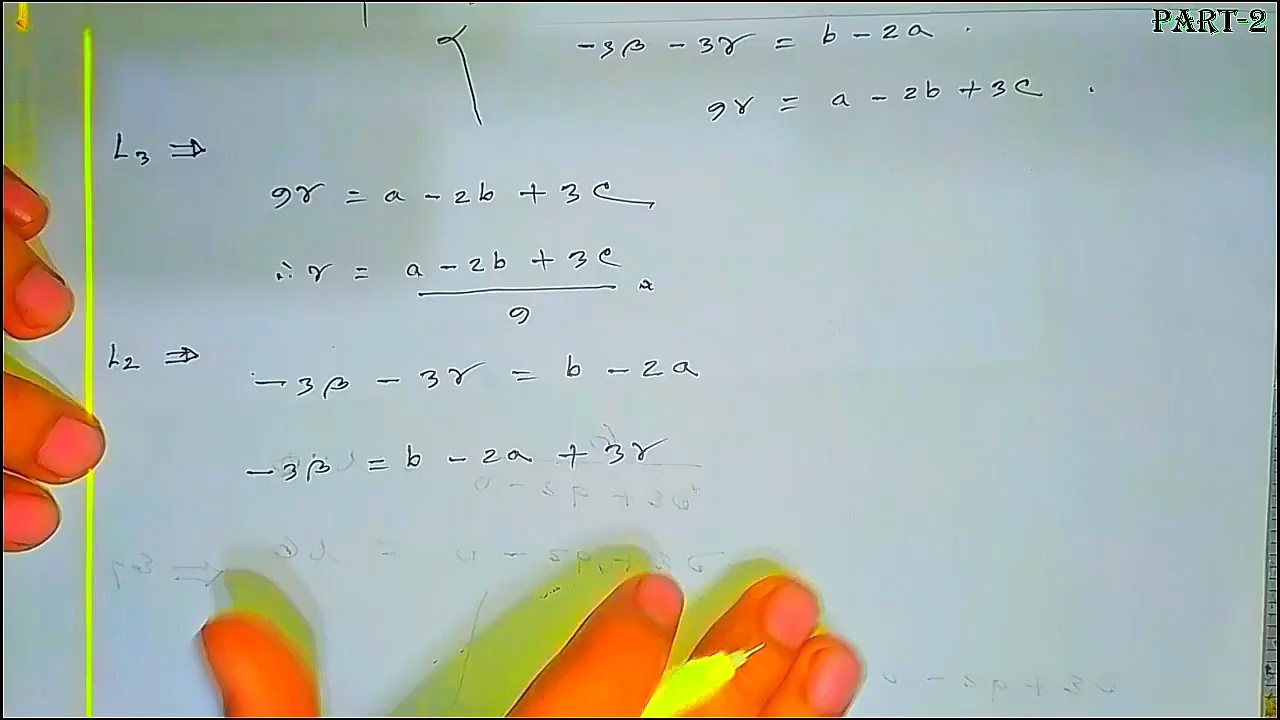 PART-2
-3β - 3γ = b - 2a .
9γ = a - 2b + 3c .
L3 ⇒
9γ = a - 2b + 3c
∴ γ = (a - 2b + 3c) / 9
L2 ⇒
-3β - 3γ = b - 2a
-3β = b - 2a + 3γ